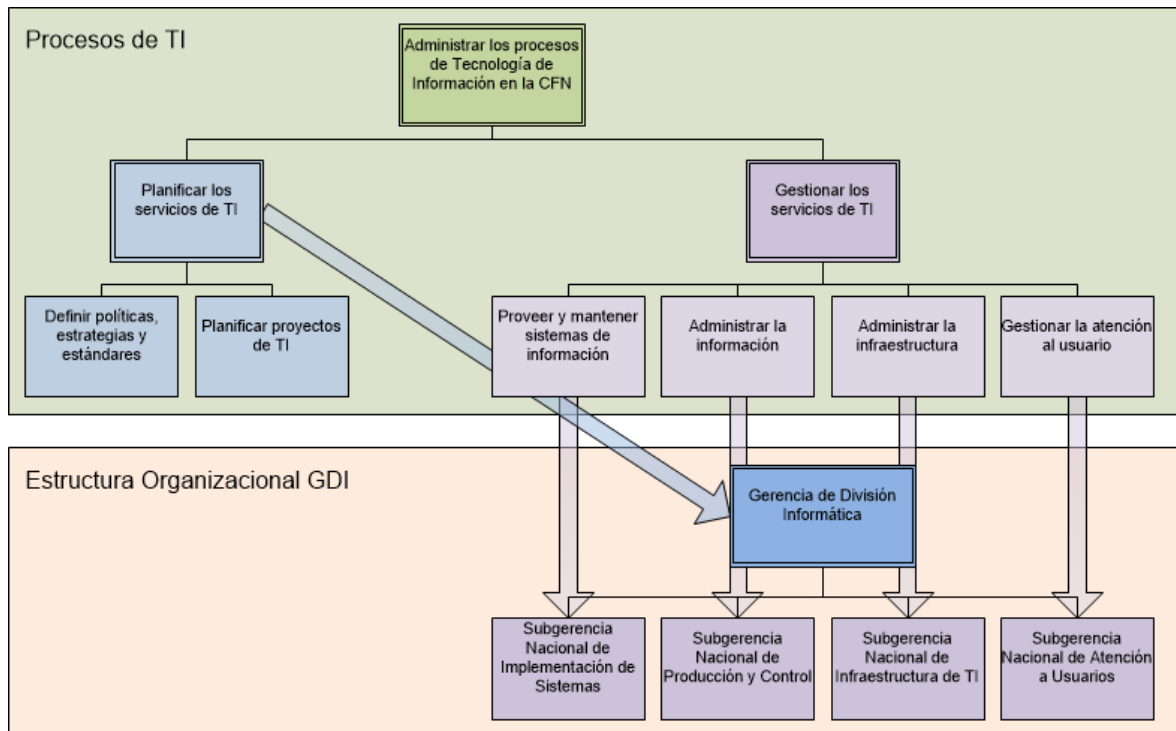 Procesos de TI
Administrar los procesos
de Tecnología de
Información en la CFN
Planificar los
servicios de TI
Gestionar los
servicios de TI
Definir políticas,
estrategias y
estándares
Planificar proyectos
de TI
Proveer y mantener
sistemas de
información
Administrar la
información
Administrar la
infraestructura
Gestionar la atención
al usuario
Estructura Organizacional GDI
Gerencia de División
Informática
Subgerencia
Nacional de
Implementación de
Sistemas
Subgerencia
Nacional de
Producción y Control
Subgerencia
Nacional de
Infraestructura de TI
Subgerencia
Nacional de Atención
a Usuarios